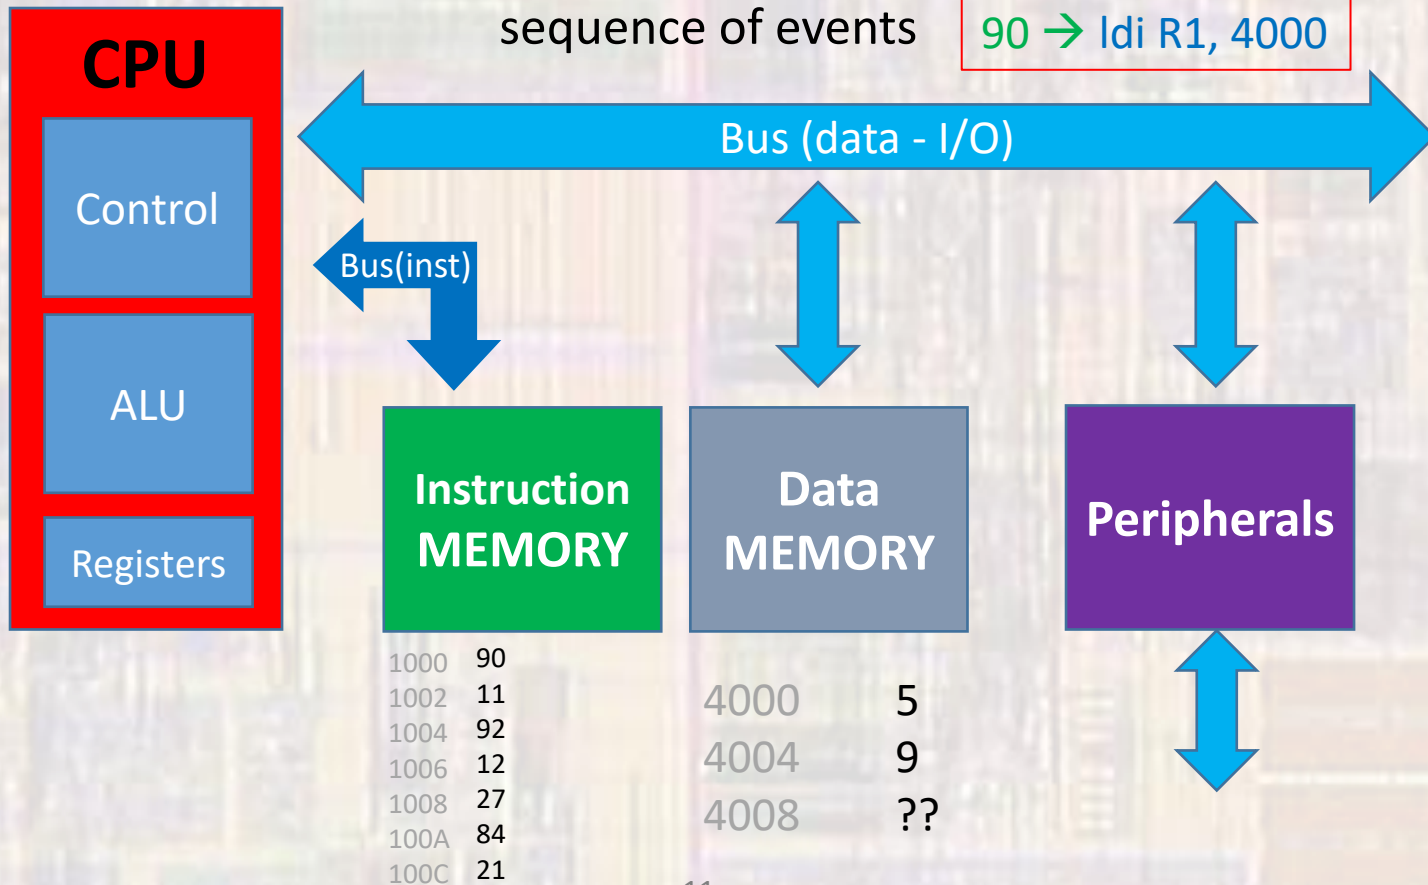 sequence of events
90 → ldi R1, 4000
CPU
Control
ALU
Registers
Bus (data - I/O)
Bus(inst)
Instruction
MEMORY
Data
MEMORY
Peripherals
1000 90
1002 11
1004 92
1006 12
1008 27
100A 84
100C 21
4000 5
4004 9
4008 ??